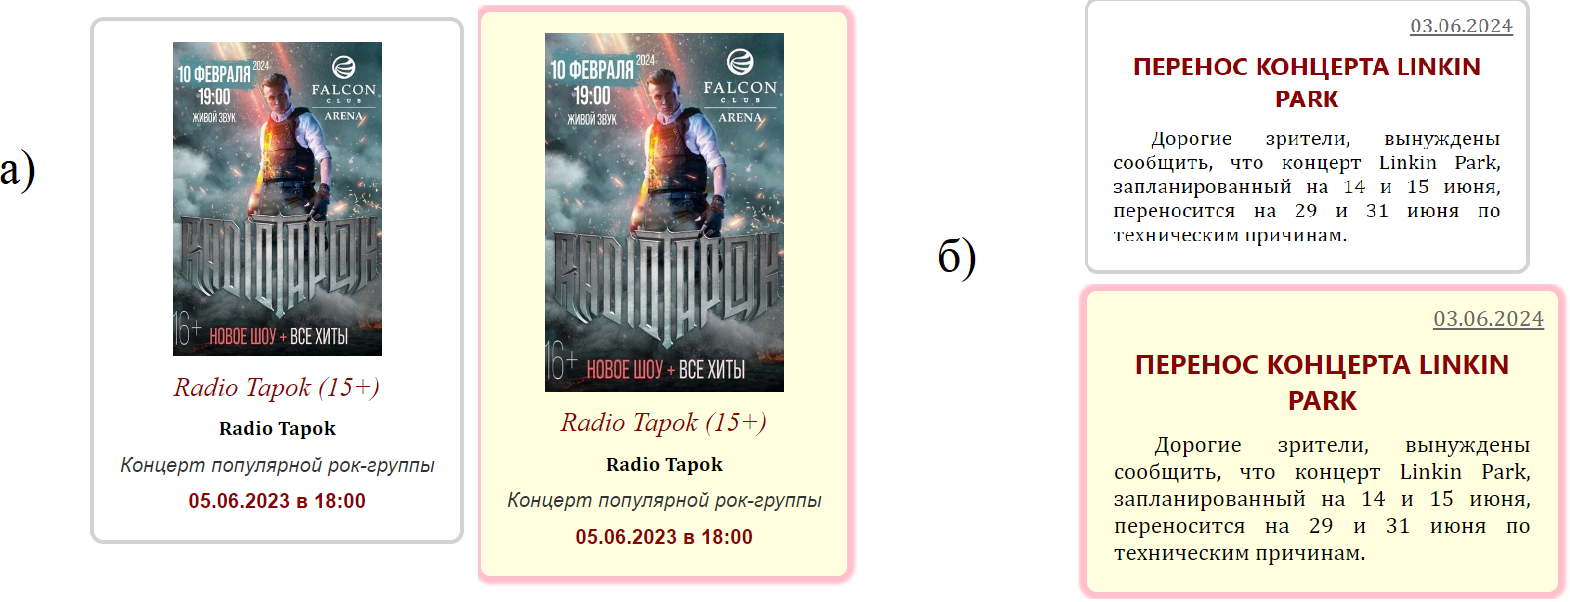 а)
10 ФЕВРАЛЯ 2024
19:00
ЖИВОЙ ЗВУК
FALCON
CLUB
ARENA
RADIOTAPOK
16+
НОВОЕ ШОУ + ВСЕ ХИТЫ
Radio Tapok (15+)
Radio Tapok
Концерт популярной рок-группы
05.06.2023 в 18:00
10 ФЕВРАЛЯ 2024
19:00
ЖИВОЙ ЗВУК
FALCON
CLUB
ARENA
RADIOTAPOK
16+
НОВОЕ ШОУ + ВСЕ ХИТЫ
Radio Tapok (15+)
Radio Tapok
Концерт популярной рок-группы
05.06.2023 в 18:00
б)
03.06.2024
ПЕРЕНОС КОНЦЕРТА LINKIN
PARK
Дорогие зрители, вынуждены
сообщить, что концерт Linkin Park,
запланированный на 14 и 15 июня,
переносится на 29 и 31 июня по
техническим причинам.
03.06.2024
ПЕРЕНОС КОНЦЕРТА LINKIN
PARK
Дорогие зрители, вынуждены
сообщить, что концерт Linkin Park,
запланированный на 14 и 15 июня,
переносится на 29 и 31 июня по
техническим причинам.